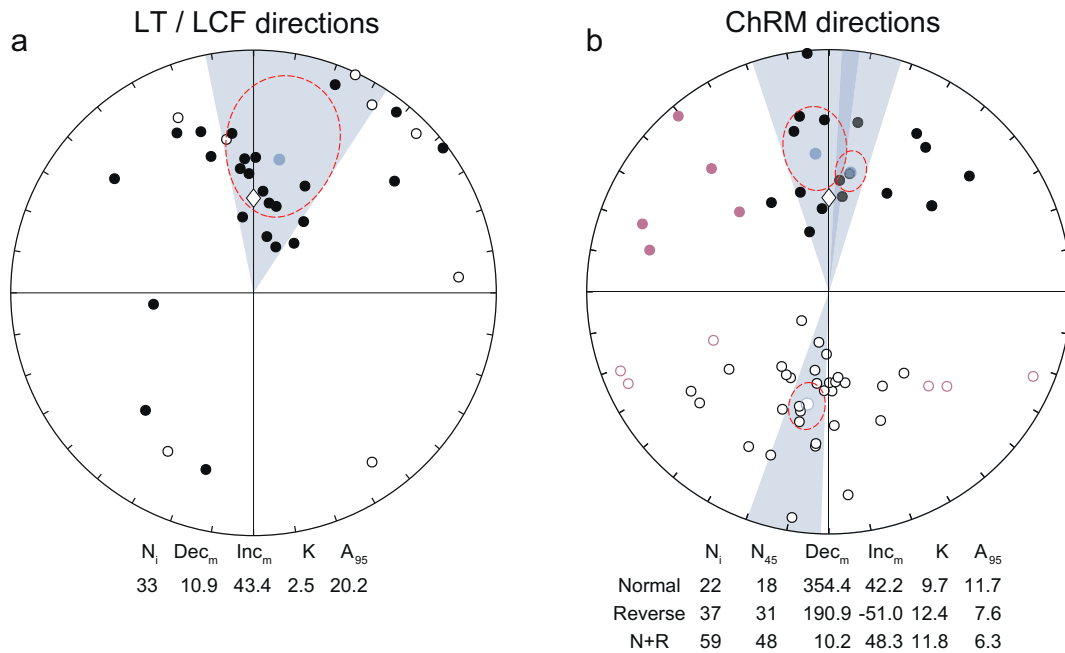 LT / LCF directions
a
N_i Dec_m Inc_m K A_95
33 10.9 43.4 2.5 20.2
ChRM directions
b
N_i N_45 Dec_m Inc_m K A_95
Normal 22 18 354.4 42.2 9.7 11.7
Reverse 37 31 190.9 -51.0 12.4 7.6
N+R 59 48 10.2 48.3 11.8 6.3